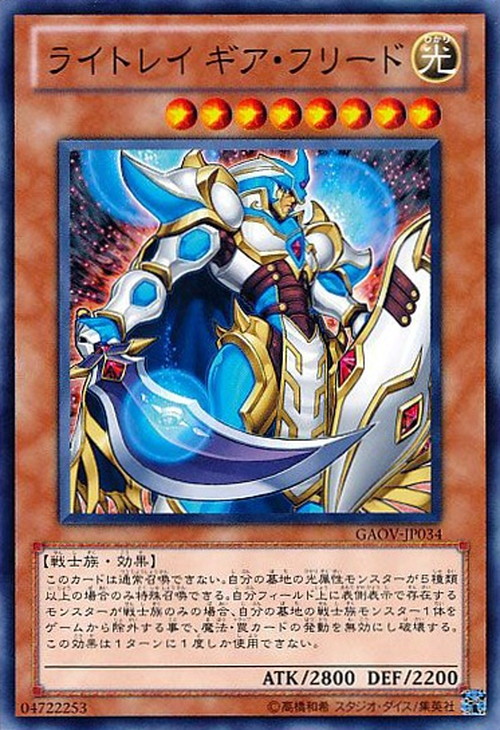 ライトレイ ギア・フリード
光
GAOV-JP034
【戦士族・効果】
このカードは通常召喚できない。自分の墓地の光属性モンスターが5種類
以上の場合のみ特殊召喚できる。自分フィールド上に表側表示で存在する
モンスターが戦士族のみの場合、自分の墓地の戦士族モンスター1体を
ゲームから除外する事で、魔法・罠カードの発動を無効にし破壊する。
この効果は1ターンに1度しか使用できない。
ATK/2800 DEF/2200
04722253
©高橋和希 スタジオ・ダイス/集英社